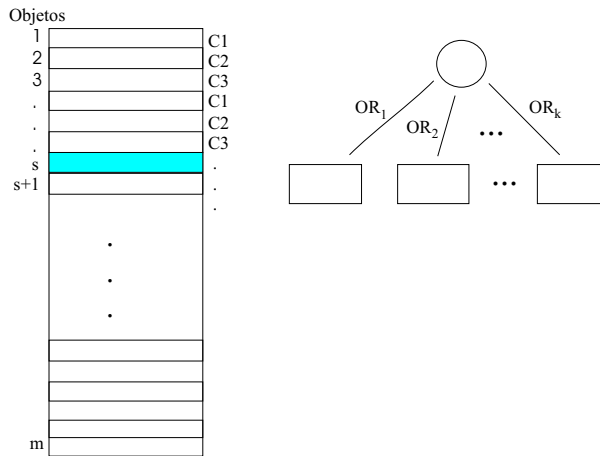 Objetos
1
C1
2
C2
3
C3
.
C1
.
C2
.
C3
s
.
s+1
.
.
.
.
.
m
OR1
OR2
...
ORk
...